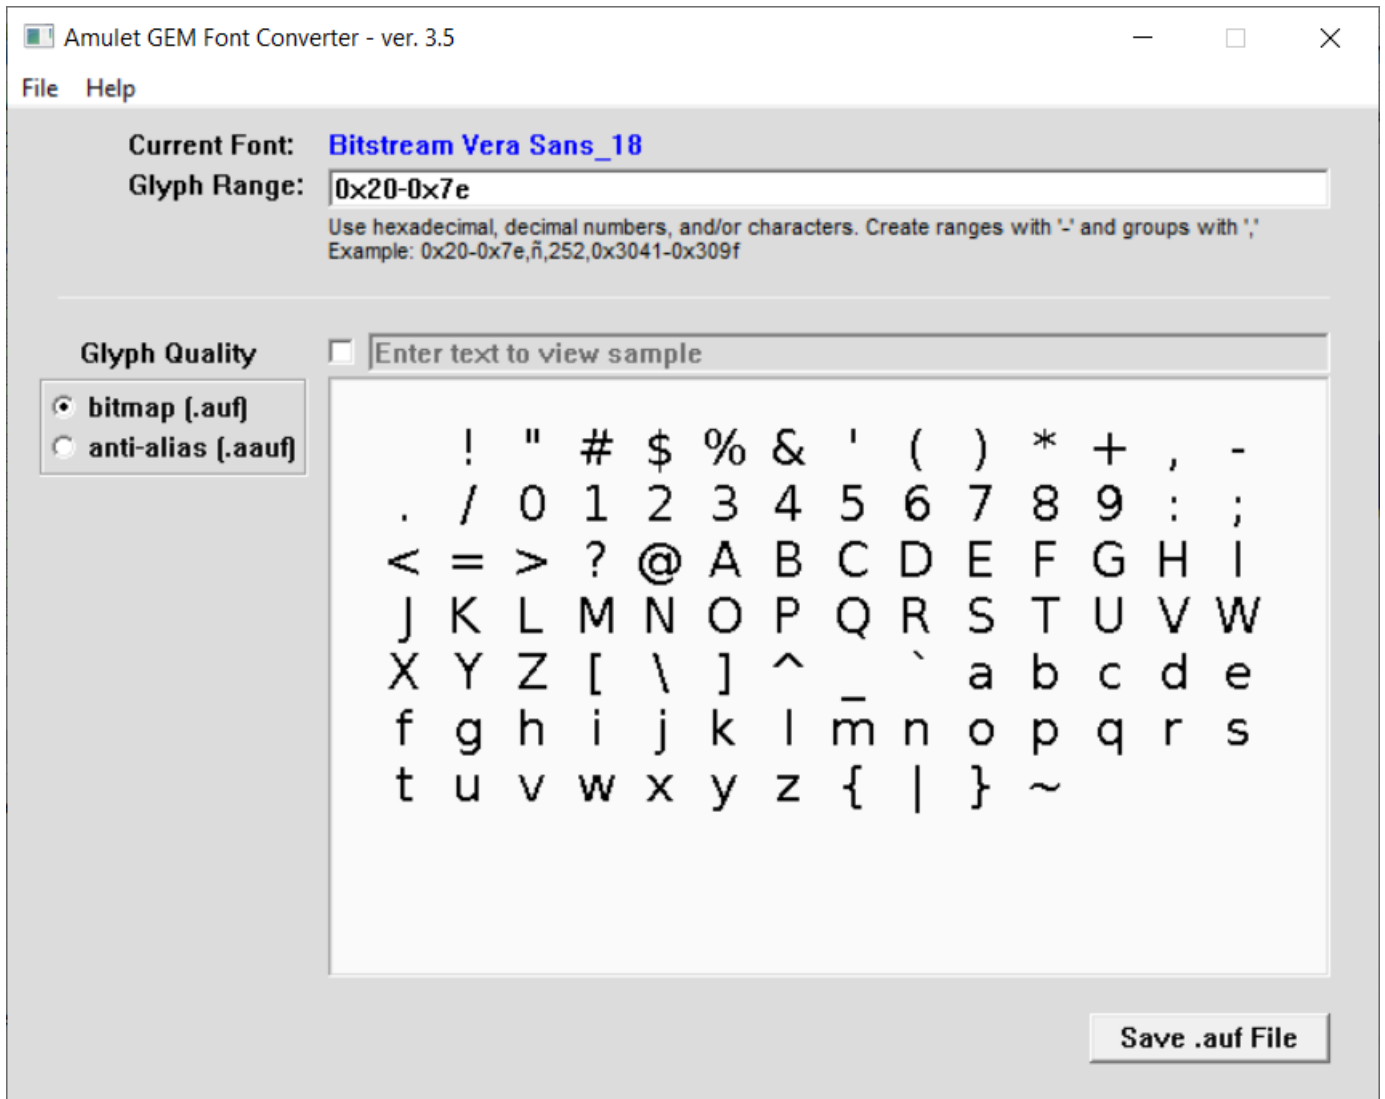 Amulet GEM Font Converter - ver. 3.5
File Help
Current Font: Bitstream Vera Sans_18
Glyph Range: 0x20-0x7e
Use hexadecimal, decimal numbers, and/or characters. Create ranges with '-' and groups with ','
Example: 0x20-0x7e,ñ,252,0x3041-0x309f
Glyph Quality
Enter text to view sample
bitmap (.auf)
anti-alias (.aauf)
! " # $ % & ' ( ) * + , -
. / 0 1 2 3 4 5 6 7 8 9 : ;
< = > ? @ A B C D E F G H I
J K L M N O P Q R S T U V W
X Y Z [ \ ] ^ _ ` a b c d e
f g h i j k l m n o p q r s
t u v w x y z { | } ~
Save .auf File